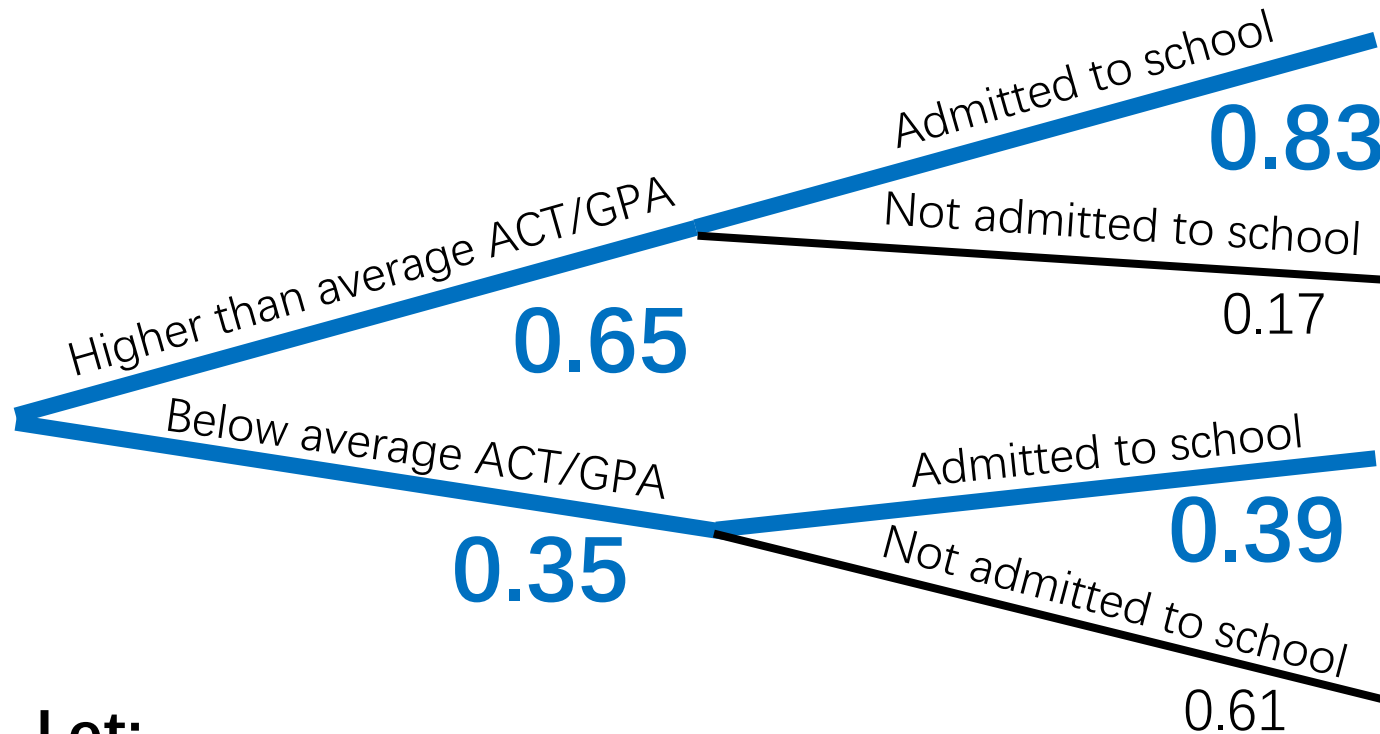 Admitted to school
0.83
Not admitted to school
0.17
Higher than average ACT/GPA
0.65
Below average ACT/GPA
0.35
Admitted to school
0.39
Not admitted to school
0.61
Let: